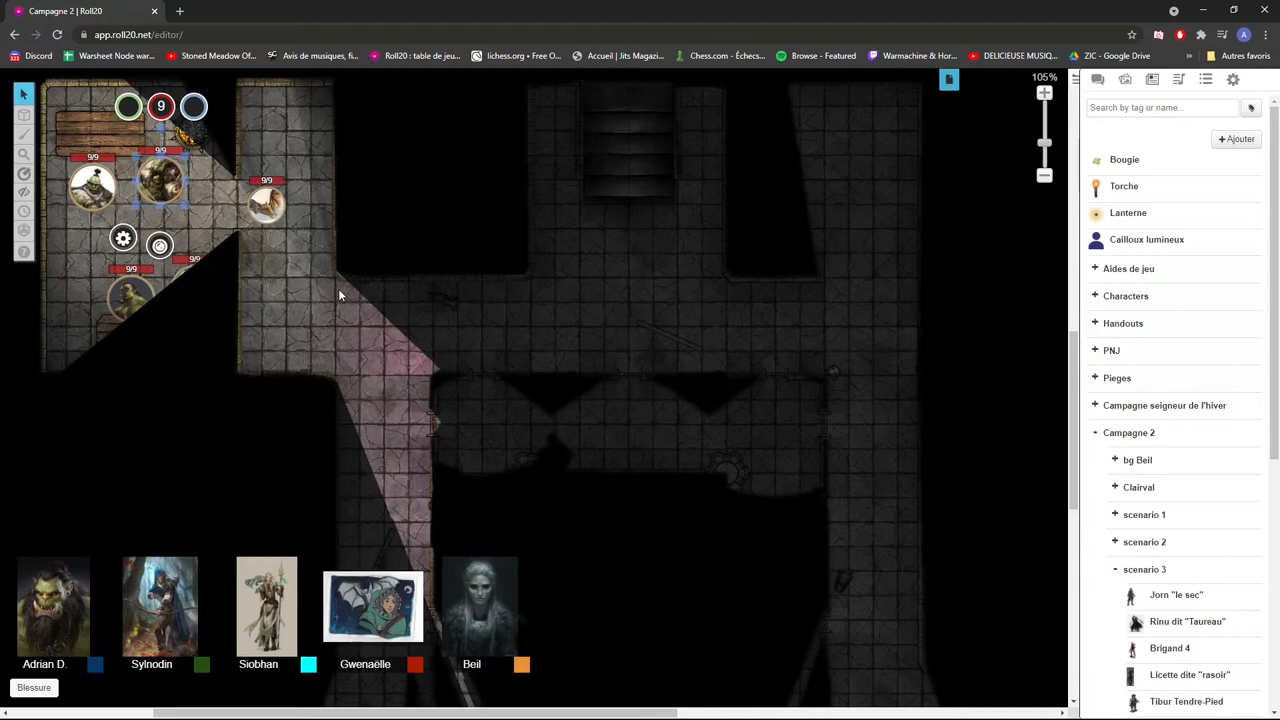 Campagne 2 | Roll20
app.roll20.net/editor/
Discord
Warsheet Node warm...
Stoned Meadow Of...
Avis de musiques, f...
Roll20 : table de jeu...
lichess.org • Free O...
Accueil | Jits Magazi...
Chess.com - Échecs...
Browse - Featured
Warmachine & Hor...
DELICIEUSE MUSIQ...
ZIC - Google Drive
»
Autres favoris
105%
9
9/9
9/9
9/9
9/9
9/9
Search by tag or name...
+ Ajouter
Bougie
Torche
Lanterne
Cailloux lumineux
+ Aides de jeu
+ Characters
+ Handouts
+ PNJ
+ Pieges
+ Campagne seigneur de l'hiver
- Campagne 2
+ bg Beil
+ Clairval
+ scenario 1
+ scenario 2
- scenario 3
Jorn "le sec"
Rinu dit "Taureau"
Brigand 4
Licette dite "rasoir"
Tibur Tendre-Pied
Adrian D.
Sylnodin
Siobhan
Gwenaëlle
Beil
Blessure